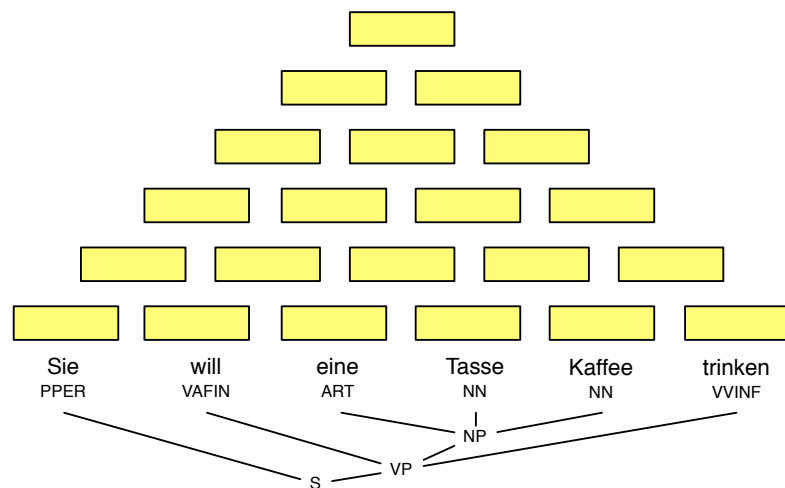 Sie will eine Tasse Kaffee trinken
PPER VAFIN ART NN NN VVINF
NP
VP
S